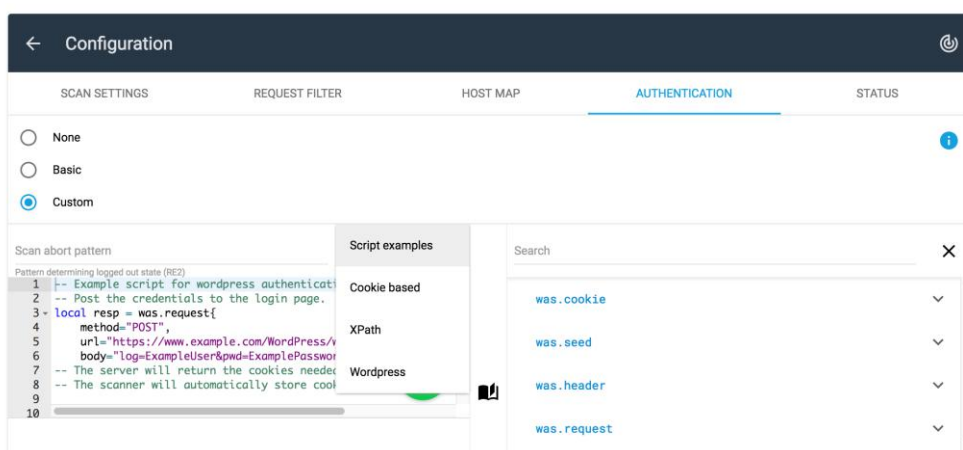 Configuration
SCAN SETTINGS
REQUEST FILTER
HOST MAP
AUTHENTICATION
STATUS
None
Basic
Custom
Scan abort pattern
Pattern determining logged out state (RE2)
1 -- Example script for wordpress authenticati
2 -- Post the credentials to the login page.
3 local resp = was.request{
4 method="POST",
5 url="https://www.example.com/WordPress/w
6 body="log=ExampleUser&pwd=ExamplePasswor
7 -- The server will return the cookies needed
8 -- The scanner will automatically store cook
9
10
Script examples
Cookie based
XPath
Wordpress
Search
was.cookie
was.seed
was.header
was.request